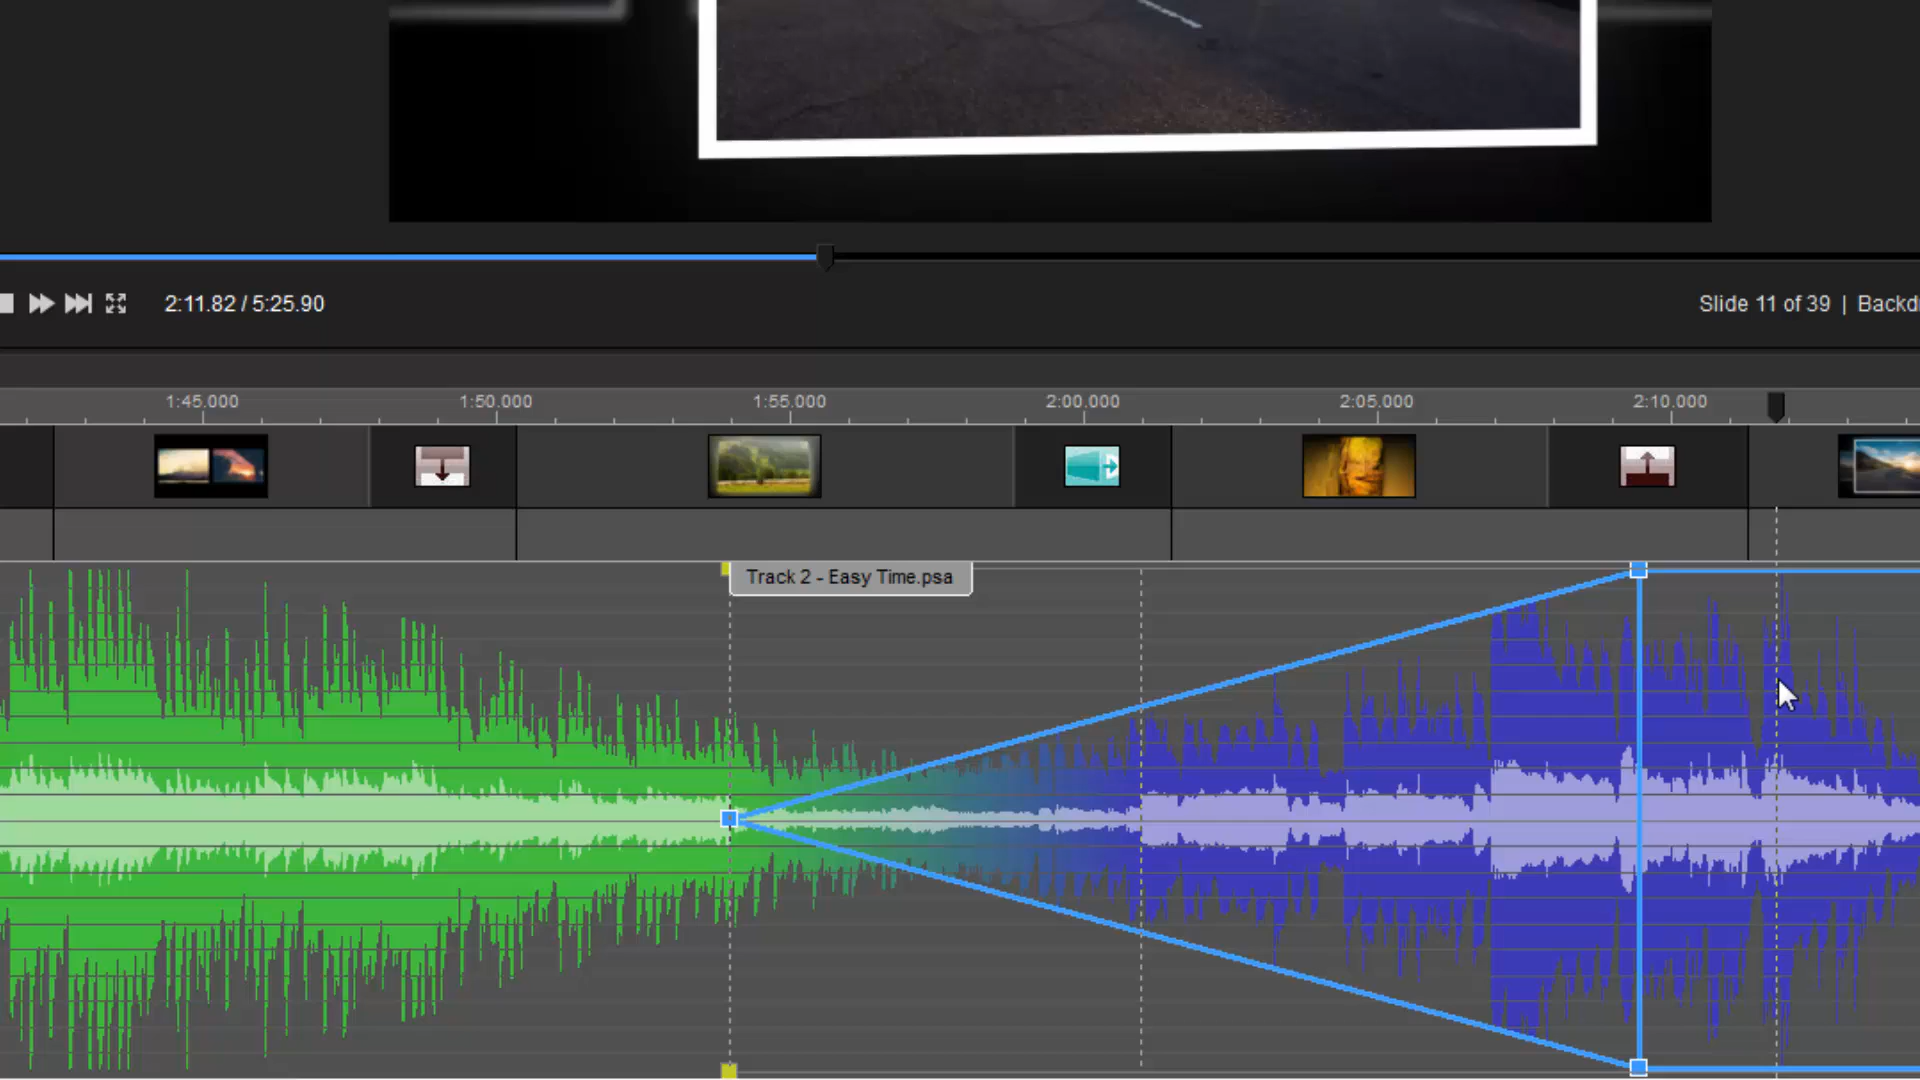 2:11.82 / 5:25.90
Slide 11 of 39 |
1:45.000 1:50.000 1:55.000 2:00.000 2:05.000 2:10.000
Track 2 - Easy Time.psa